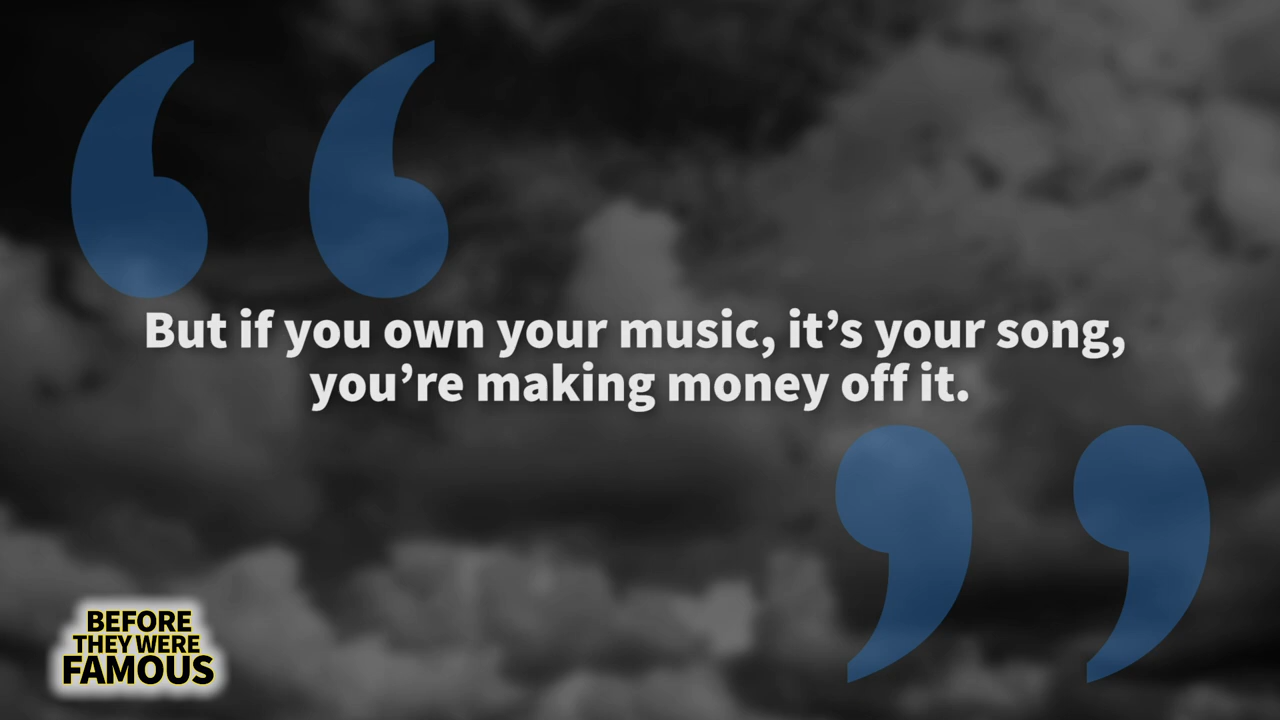 But if you own your music, it’s your song,
you’re making money off it.
BEFORE
THEY WERE
FAMOUS